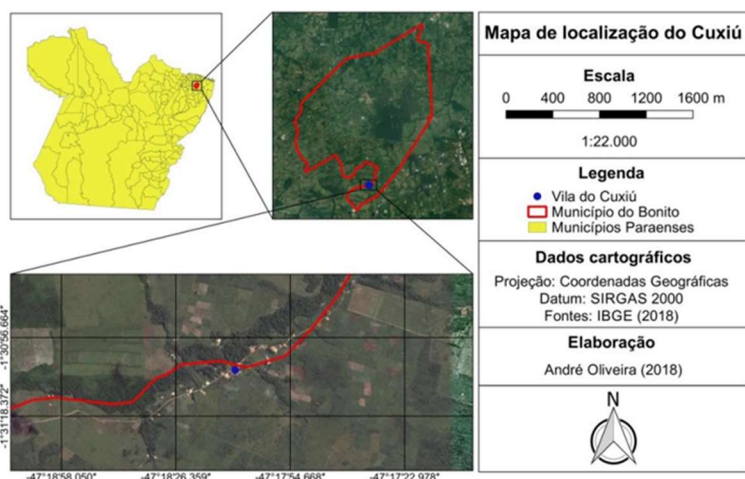 Mapa de localização do Cuxiú
Escala
0 400 800 1200 1600 m
1:22.000
Legenda
Vila do Cuxiú
Município do Bonito
Municípios Paraenses
Dados cartográficos
Projeção: Coordenadas Geográficas
Datum: SIRGAS 2000
Fontes: IBGE (2018)
Elaboração
André Oliveira (2018)
N
-1°30'56.664"
-1°31'18.372"
-47°18'58.050" -47°18'26.359" -47°17'54.668" -47°17'22.978"